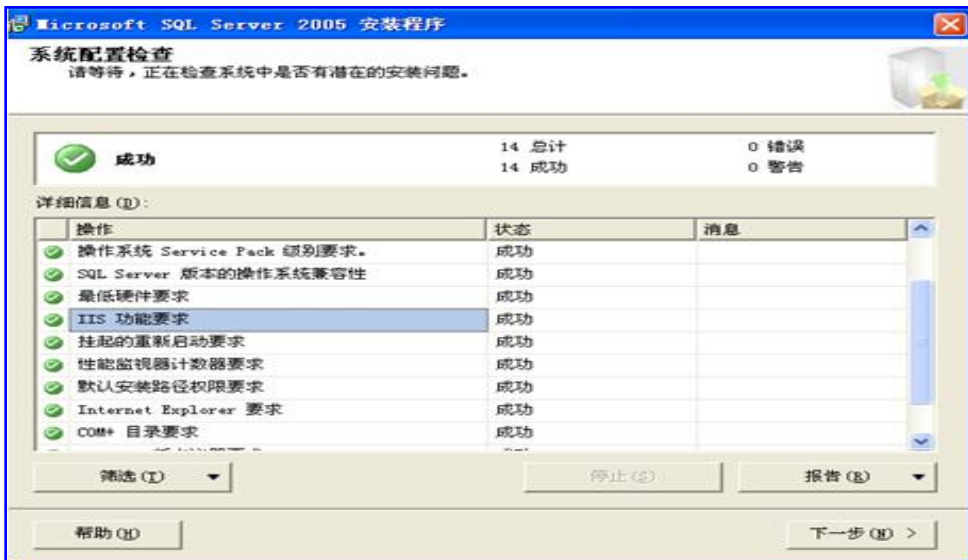 Microsoft SQL Server 2005 安装程序
系统配置检查
请等待，正在检查系统中是否有潜在的安装问题。
成功
14 总计
0 错误
14 成功
0 警告
详细信息(D):
操作 状态 消息
操作系统 Service Pack 级别要求。 成功
SQL Server 版本的操作系统兼容性 成功
最低硬件要求 成功
IIS 功能要求 成功
挂起的重新启动要求 成功
性能监视器计数器要求 成功
默认安装路径权限要求 成功
Internet Explorer 要求 成功
COM+ 目录要求 成功
筛选(I)
停止(S)
报告(R)
帮助(H)
下一步(N) >